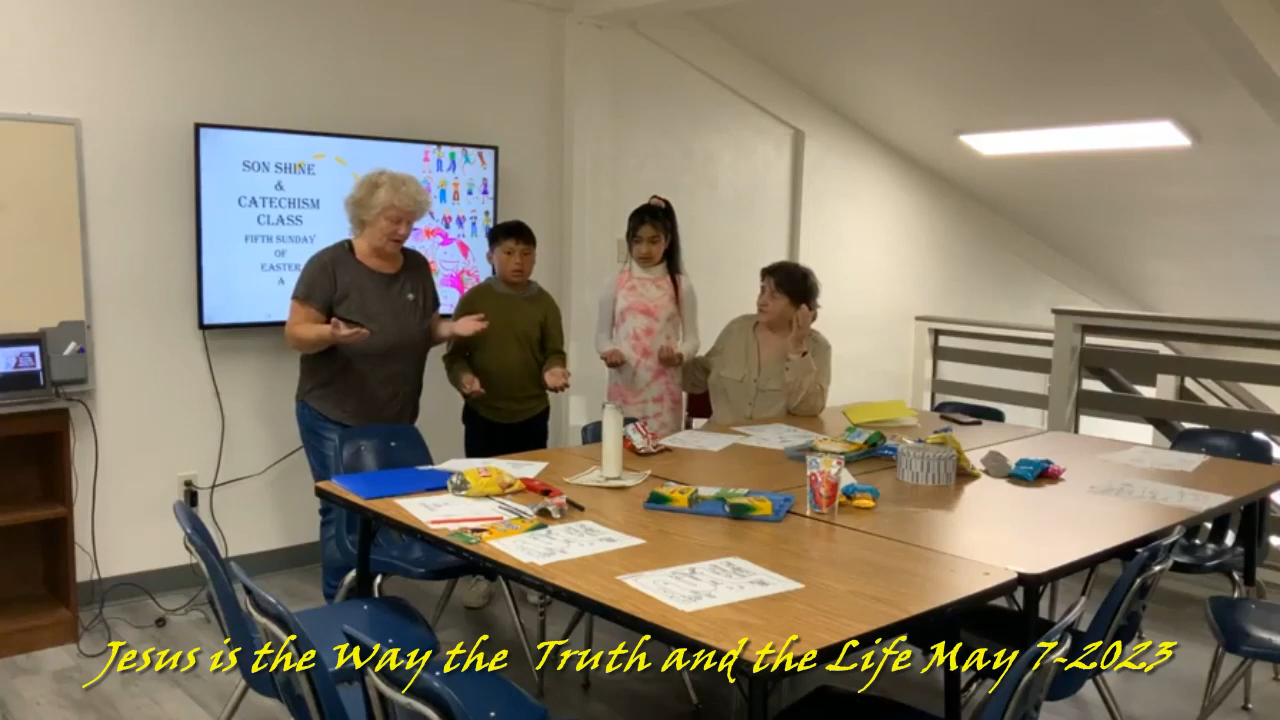 SON SHINE
&
CATECHISM
CLASS
FIFTH SUNDAY
OF
EASTER
A
Jesus is the Way the Truth and the Life May 7-2023